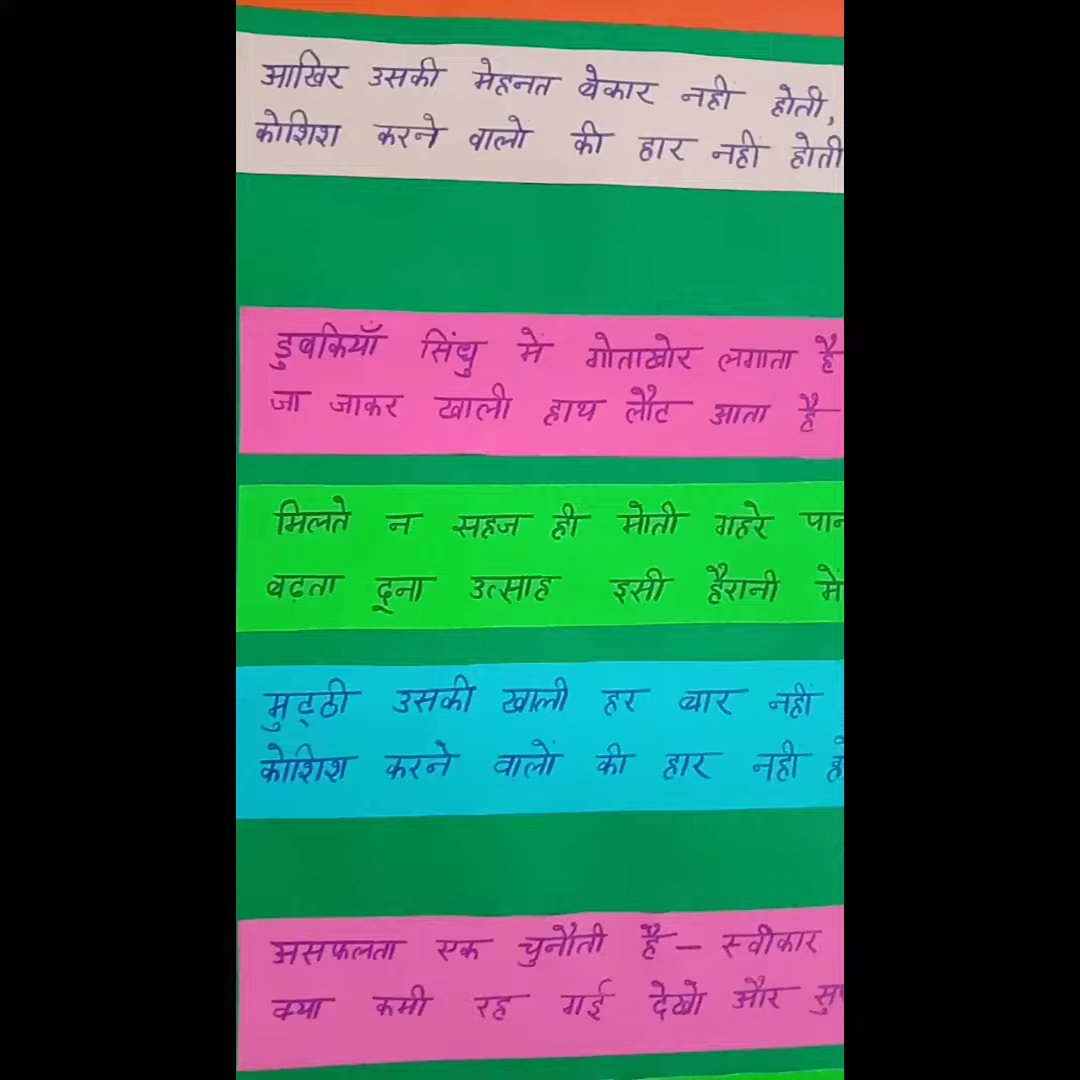 आखिर उसकी मेहनत बेकार नहीं होती,
कोशिश करने वालो की हार नहीं होती
डुबकियाँ सिंधु में गोताखोर लगाता है
जा जाकर खाली हाथ लौट आता है
मिलते न सहज ही मोती गहरे
बढ़ता दूना उत्साह इसी हैरानी में
मुट्ठी उसकी खाली हर बार नहीं
कोशिश करने वालों की हार नहीं
असफलता एक चुनौती है – स्वीकार
क्या कमी रह गई देखो और